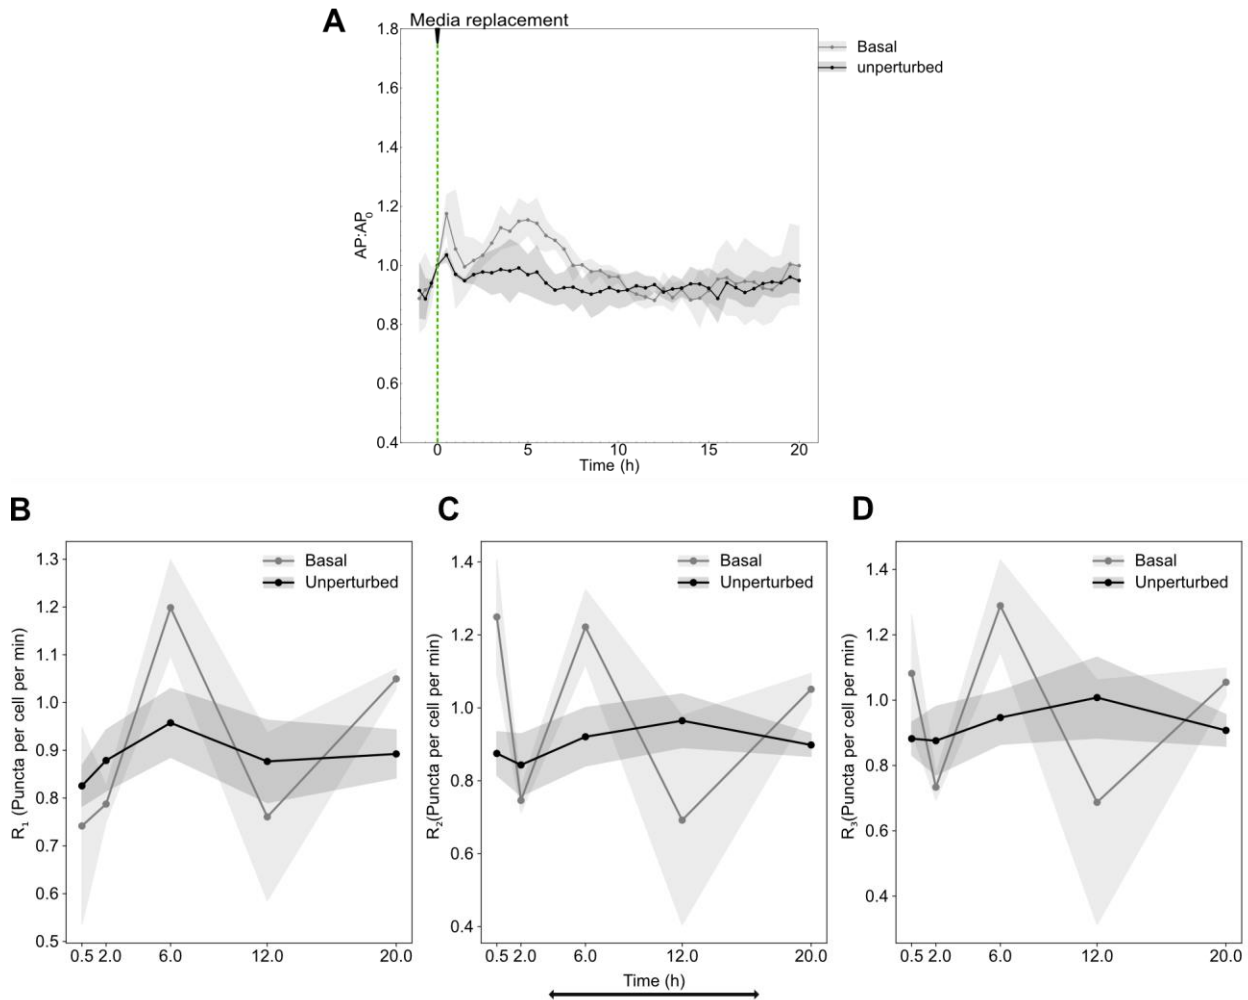 A
Media replacement
1.8
1.6
1.4
1.2
1.0
0.8
0.6
0.4
AP:AP0
0 5 10 15 20
Time (h)
Basal
unperturbed
B
1.3
1.2
1.1
1.0
0.9
0.8
0.7
0.6
0.5
R1 (Puncta per cell per min)
Basal
Unperturbed
0.5 2.0 6.0 12.0 20.0
C
1.4
1.2
1.0
0.8
0.6
0.4
R2(Puncta per cell per min)
Basal
Unperturbed
0.5 2.0 6.0 12.0 20.0
Time (h)
D
1.4
1.2
1.0
0.8
0.6
0.4
R3(Puncta per cell per min)
Basal
Unperturbed
0.5 2.0 6.0 12.0 20.0